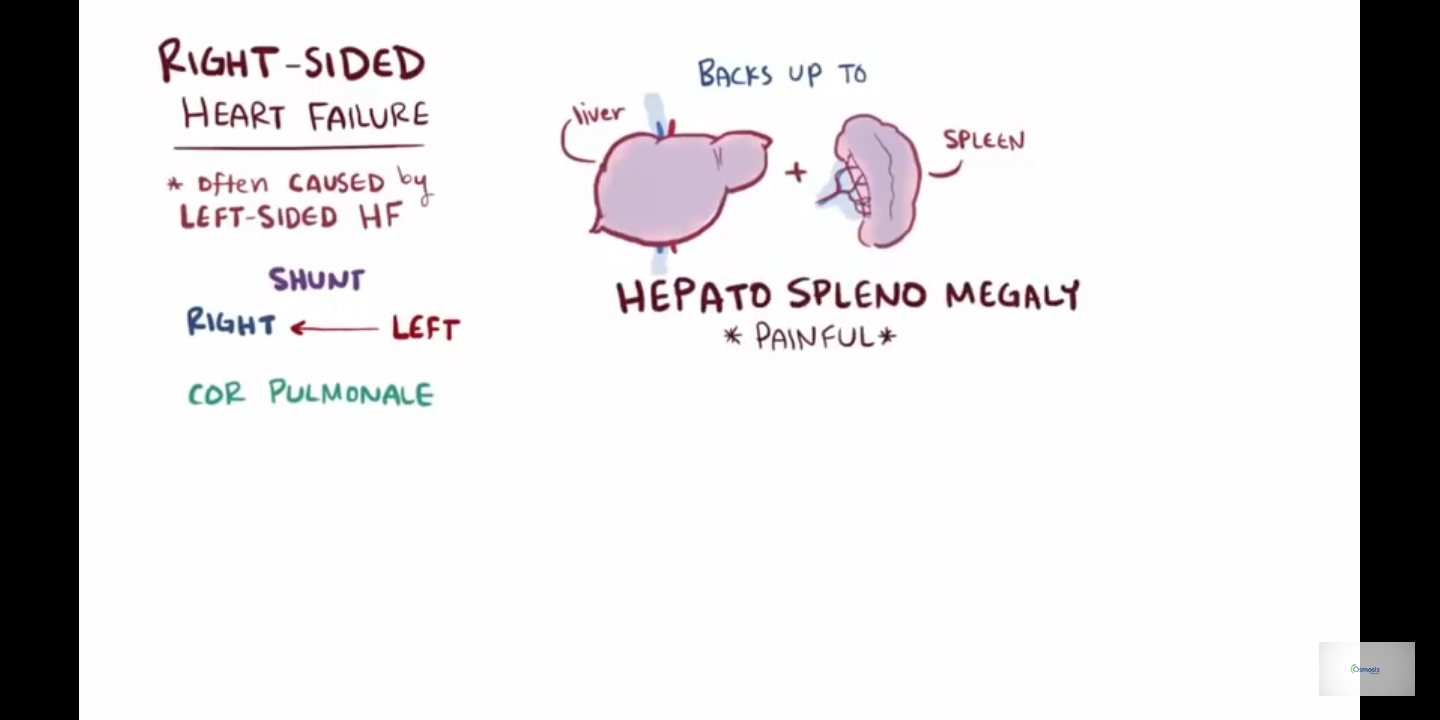 RIGHT-SIDED
HEART FAILURE
* Often CAUSED by
LEFT-SIDED HF
SHUNT
RIGHT ← LEFT
COR PULMONALE
BACKS UP TO
liver
+
SPLEEN
HEPATO SPLENO MEGALY
* PAINFUL *
Osmosis